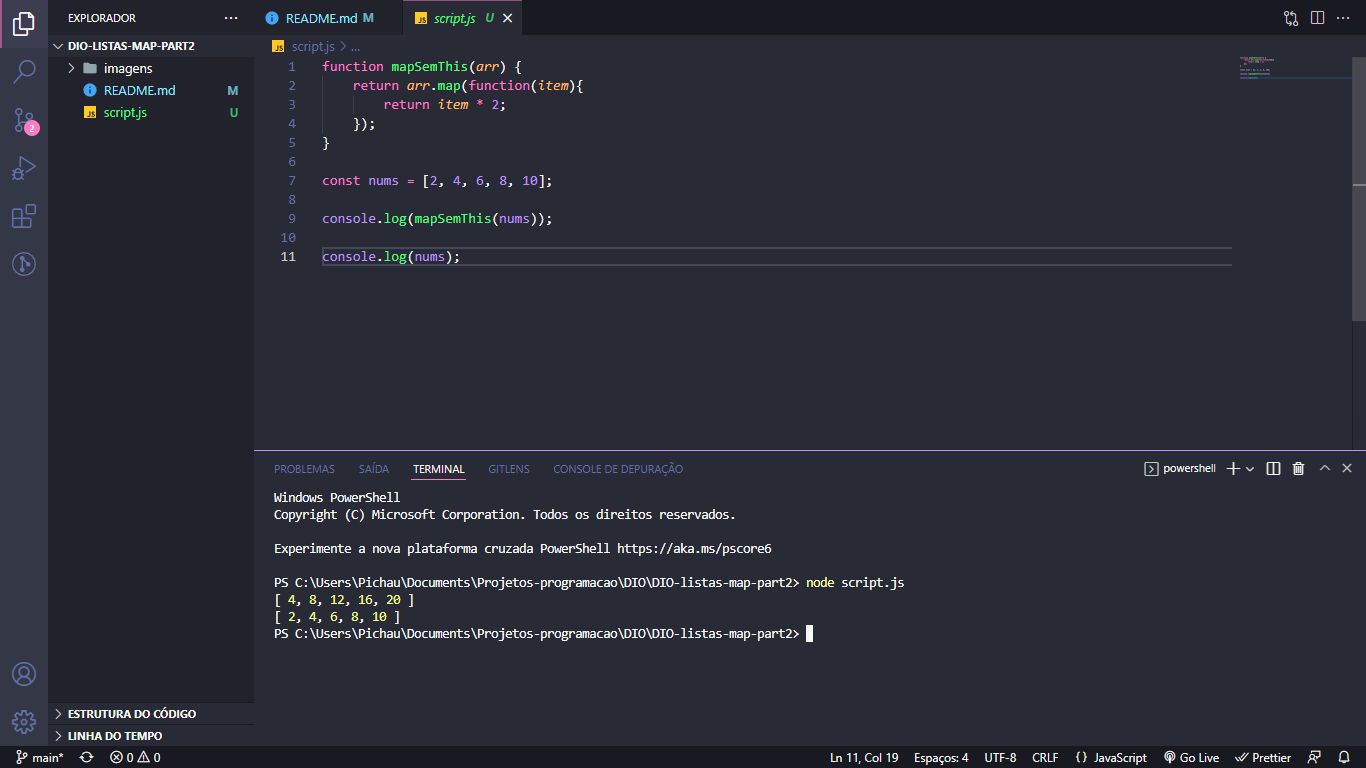 EXPLORADOR
DIO-LISTAS-MAP-PART2
imagens
README.md M
script.js U
2
ESTRUTURA DO CÓDIGO
LINHA DO TEMPO
README.md M
JS script.js U
JS script.js > ...
1 function mapSemThis(arr) {
2 return arr.map(function(item){
3 return item * 2;
4 });
5 }
6
7 const nums = [2, 4, 6, 8, 10];
8
9 console.log(mapSemThis(nums));
10
11 console.log(nums);
PROBLEMAS SAÍDA TERMINAL GITLENS CONSOLE DE DEPURAÇÃO
powershell
Windows PowerShell
Copyright (C) Microsoft Corporation. Todos os direitos reservados.
Experimente a nova plataforma cruzada PowerShell https://aka.ms/pscore6
PS C:\Users\Pichau\Documents\Projetos-programacao\DIO\DIO-listas-map-part2> node script.js
[ 4, 8, 12, 16, 20 ]
[ 2, 4, 6, 8, 10 ]
PS C:\Users\Pichau\Documents\Projetos-programacao\DIO\DIO-listas-map-part2>
main* 0 0 Ln 11, Col 19 Espaços: 4 UTF-8 CRLF {} JavaScript Go Live Prettier